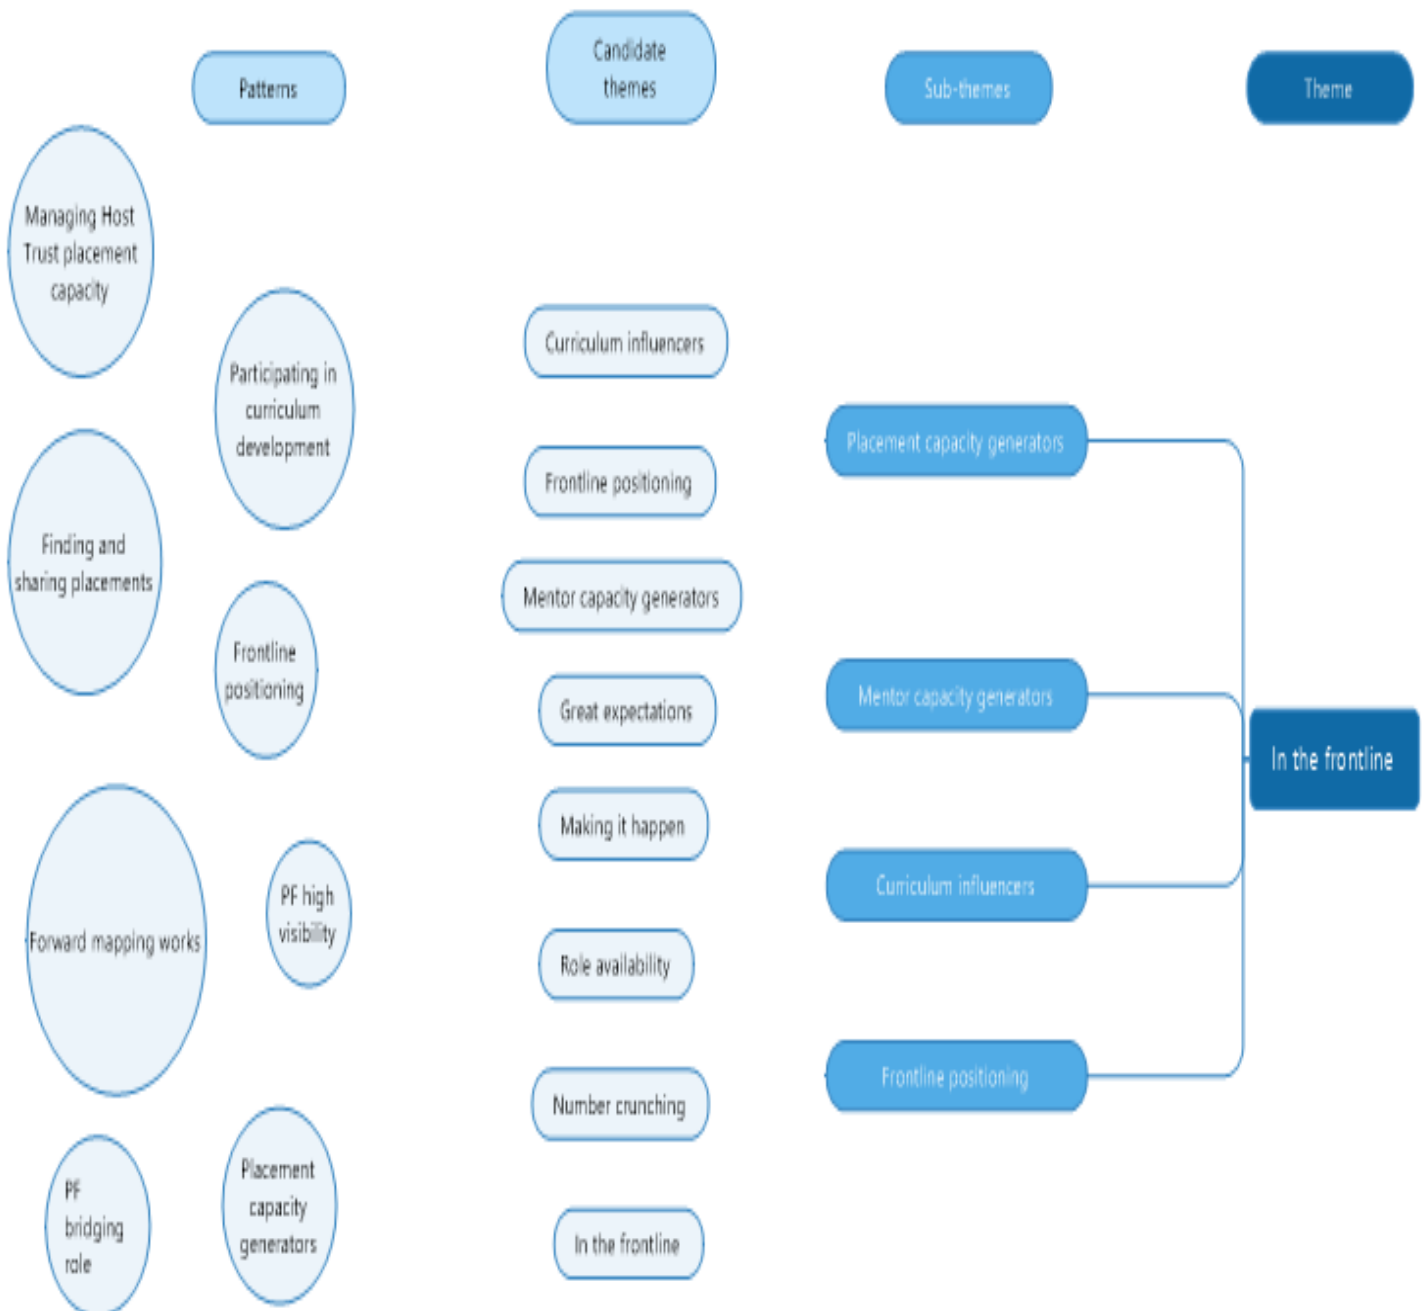 Patterns
Candidate
themes
Sub-themes
Theme
Managing Host
Trust placement
capacity
Participating in
curriculum
development
Finding and
sharing placements
Frontline
positioning
Forward mapping works
PF high
visibility
PF
bridging
role
Placement
capacity
generators
Curriculum influencers
Frontline positioning
Mentor capacity generators
Great expectations
Making it happen
Role availability
Number crunching
In the frontline
Placement capacity generators
Mentor capacity generators
Curriculum influencers
Frontline positioning
In the frontline